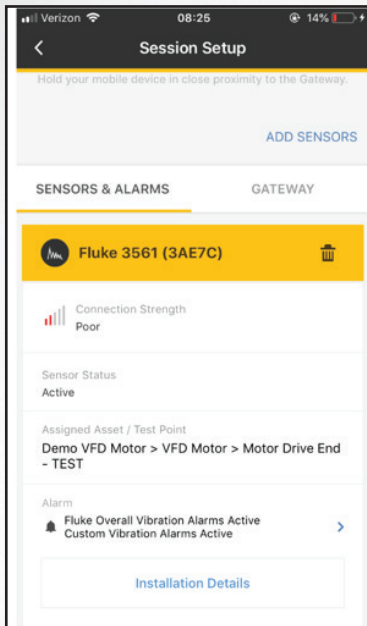 Verizon 08:25 14%
Session Setup
Hold your mobile device in close proximity to the Gateway.
ADD SENSORS
SENSORS & ALARMS GATEWAY
Fluke 3561 (3AE7C)
Connection Strength
Poor
Sensor Status
Active
Assigned Asset / Test Point
Demo VFD Motor > VFD Motor > Motor Drive End
- TEST
Alarm
Fluke Overall Vibration Alarms Active
Custom Vibration Alarms Active
Installation Details